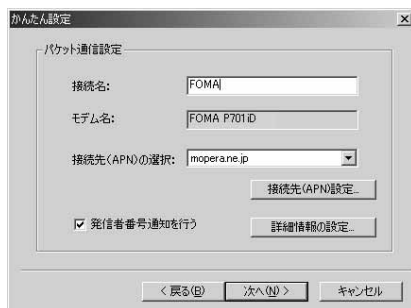 かんたん設定
パケット通信設定
接続名: FOMA
モデム名: FOMA P701iD
接続先(APN)の選択: mopera.ne.jp
接続先(APN)設定...
発信者番号通知を行う 詳細情報の設定...
< 戻る(B) 次へ(N) > キャンセル